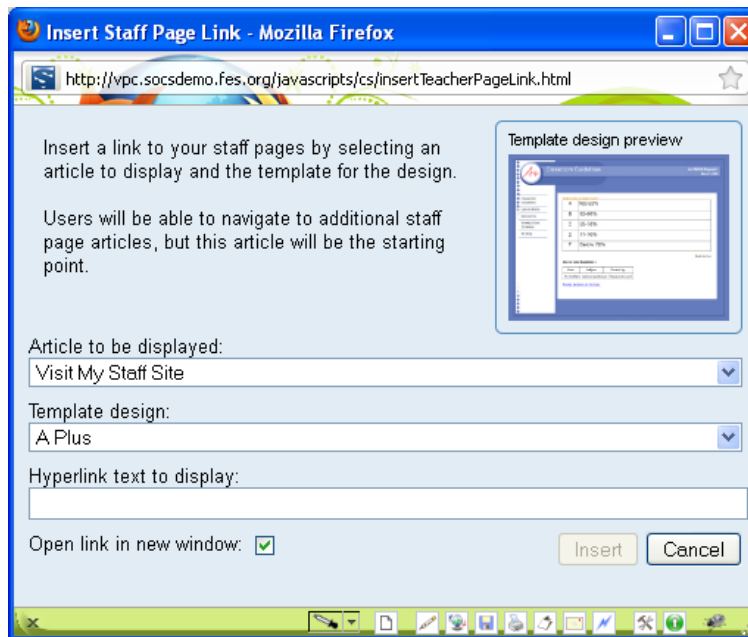 Insert Staff Page Link - Mozilla Firefox
http://vpc.socsdemo.fes.org/javascripts/cs/insertTeacherPageLink.html
Insert a link to your staff pages by selecting an
article to display and the template for the design.
Users will be able to navigate to additional staff
page articles, but this article will be the starting
point.
Template design preview
Article to be displayed:
Visit My Staff Site
Template design:
A Plus
Hyperlink text to display:
Open link in new window:
Insert
Cancel